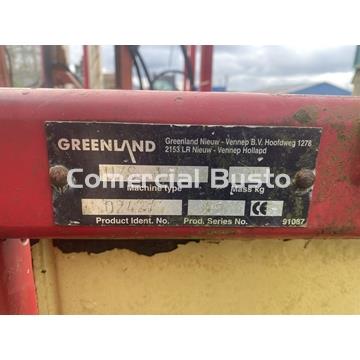 GREENLAND
Greenland Nieuw - Vennep B.V. Hoofdweg 1278
2153 LR Nieuw - Vennep Holland
Comercial Busto
Machine type
Mass kg
CE
Product Ident. No.
Prod. Series No.
91087